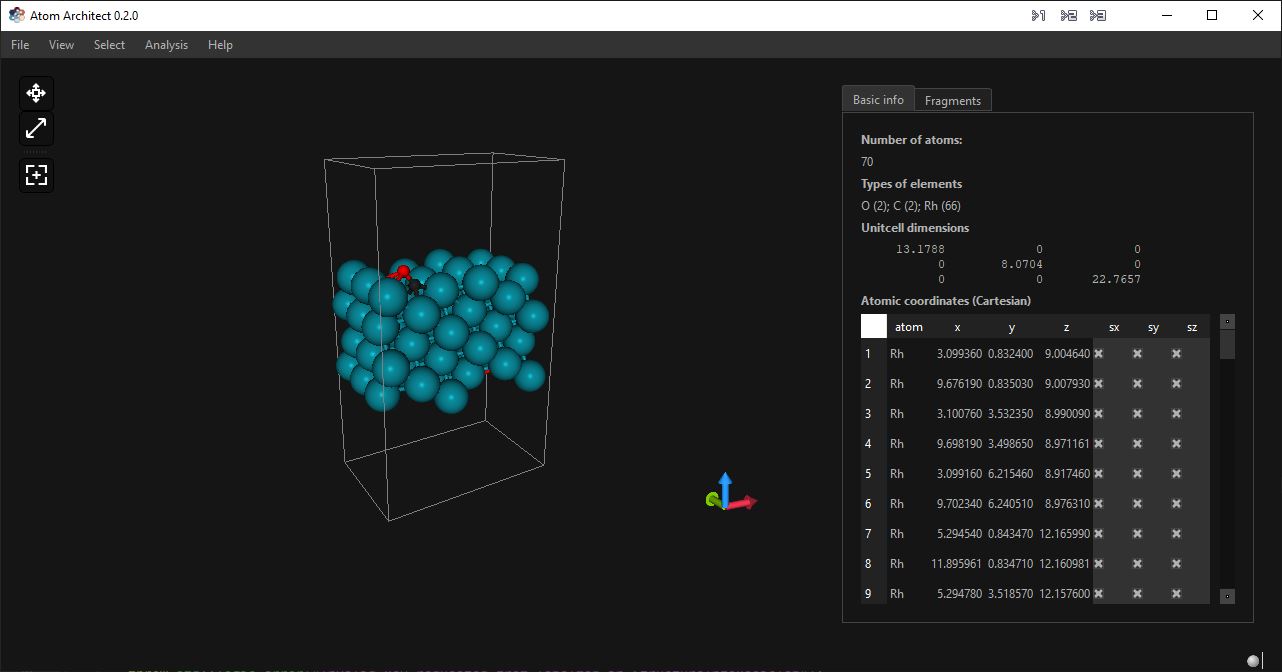 Atom Architect 0.2.0
1 2 3
File View Select Analysis Help
Basic info Fragments
Number of atoms:
70
Types of elements
O (2); C (2); Rh (66)
Unitcell dimensions
13.1788 0 0
0 8.0704 0
0 0 22.7657
Atomic coordinates (Cartesian)
atom x y z sx sy sz
1 Rh 3.099360 0.832400 9.004640
2 Rh 9.676190 0.835030 9.007930
3 Rh 3.100760 3.532350 8.990090
4 Rh 9.698190 3.498650 8.971161
5 Rh 3.099160 6.215460 8.917460
6 Rh 9.702340 6.240510 8.976310
7 Rh 5.294540 0.843470 12.165990
8 Rh 11.895961 0.834710 12.160981
9 Rh 5.294780 3.518570 12.157600